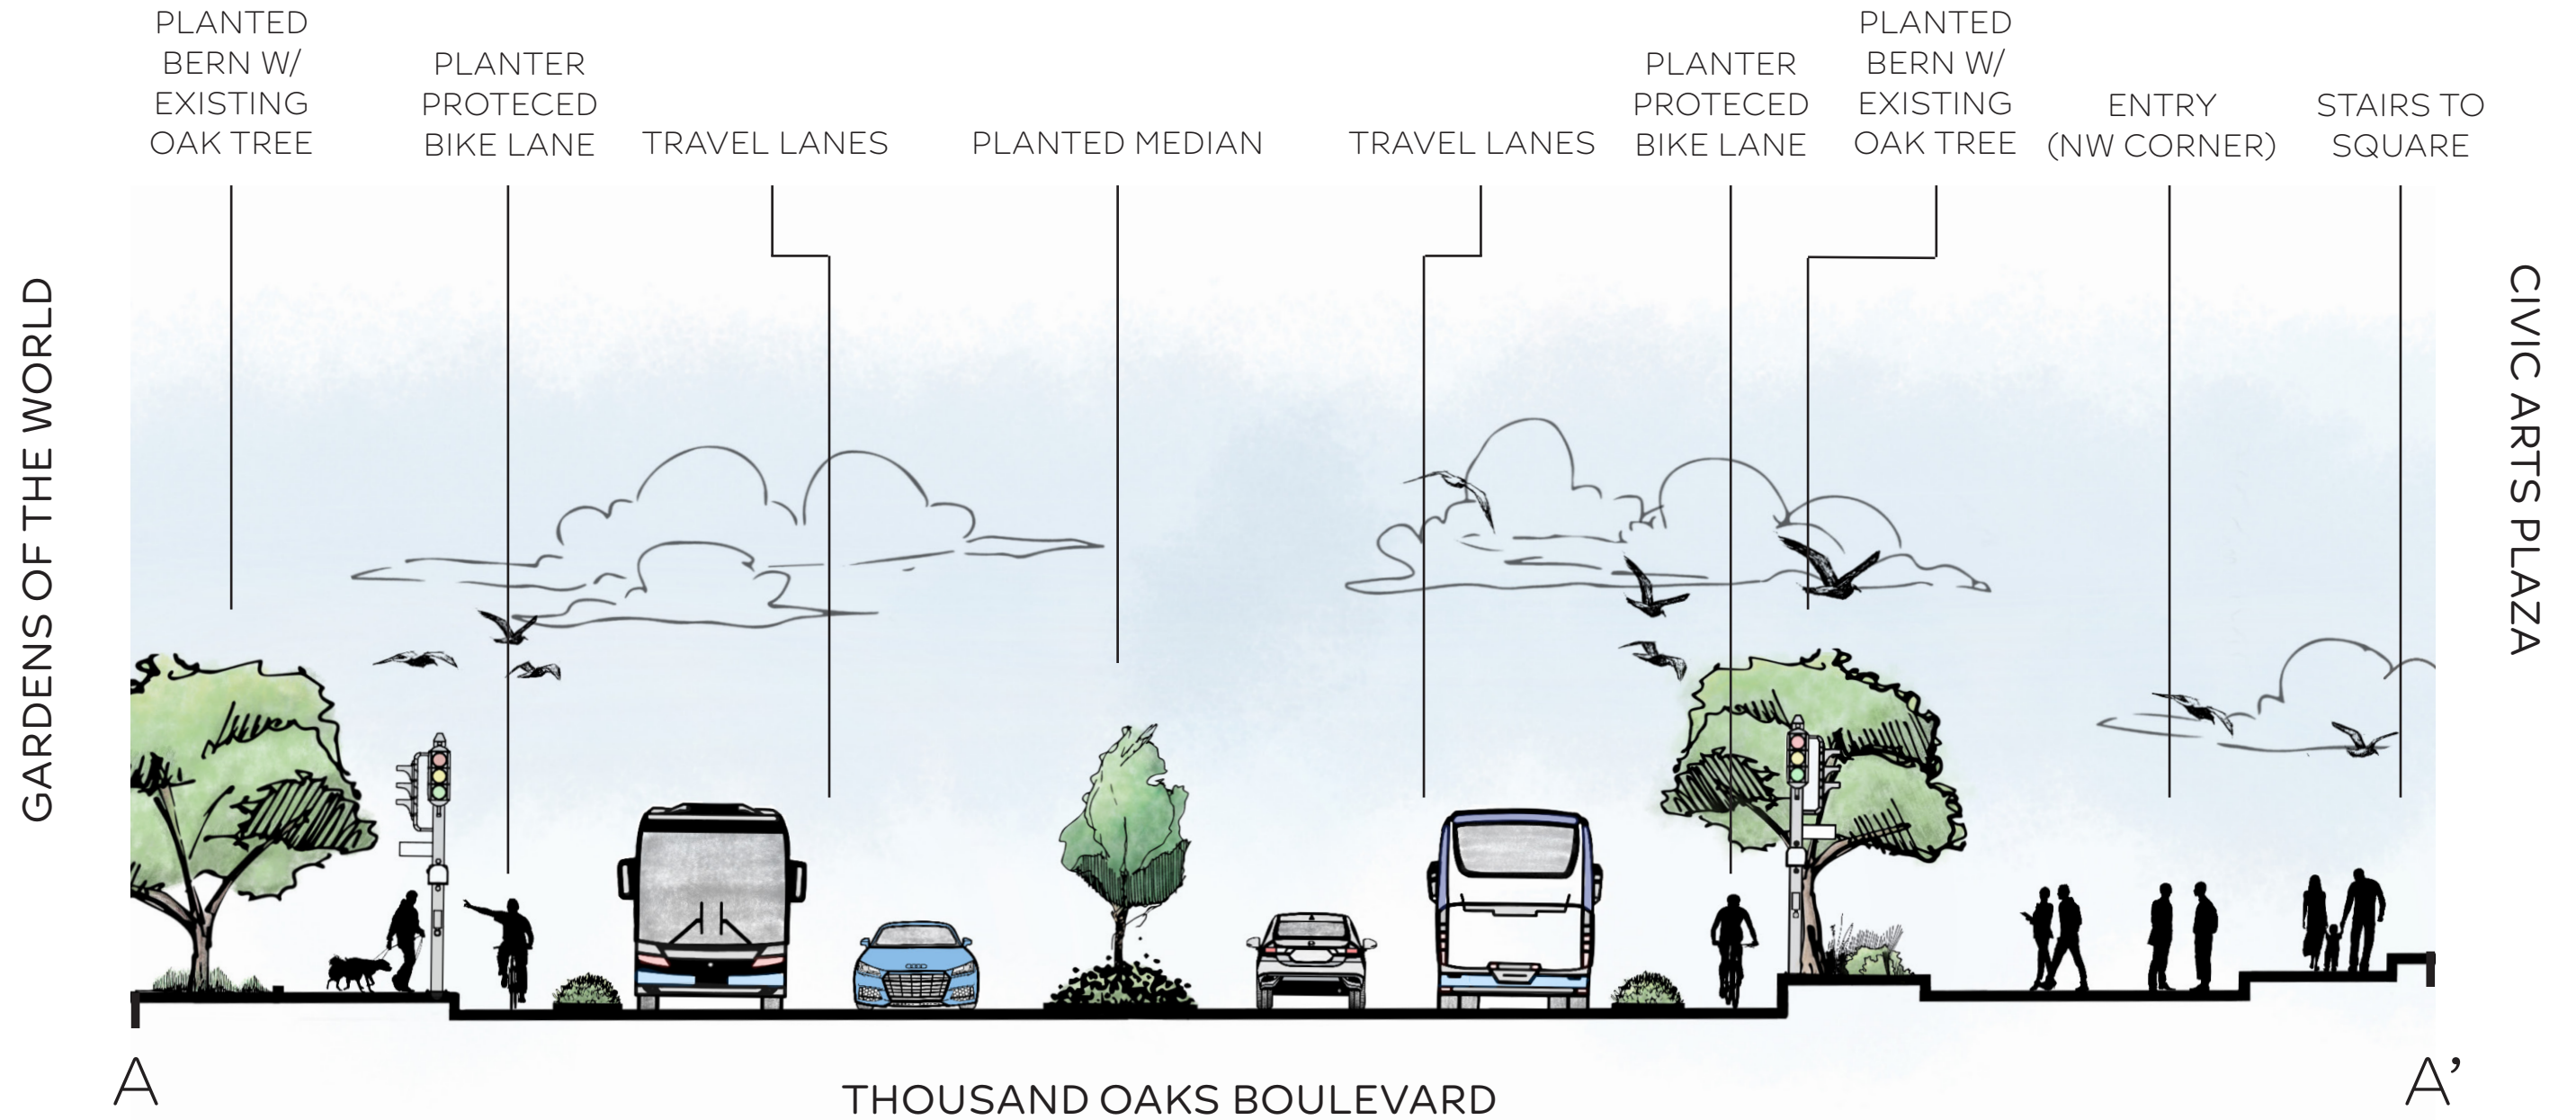 PLANTED
BERN W/
EXISTING
OAK TREE
PLANTER
PROTECED
BIKE LANE
TRAVEL LANES
PLANTED MEDIAN
TRAVEL LANES
PLANTER
PROTECED
BIKE LANE
PLANTED
BERN W/
EXISTING
OAK TREE
ENTRY
(NW CORNER)
STAIRS TO
SQUARE
GARDENS OF THE WORLD
CIVIC ARTS PLAZA
A
A’
THOUSAND OAKS BOULEVARD